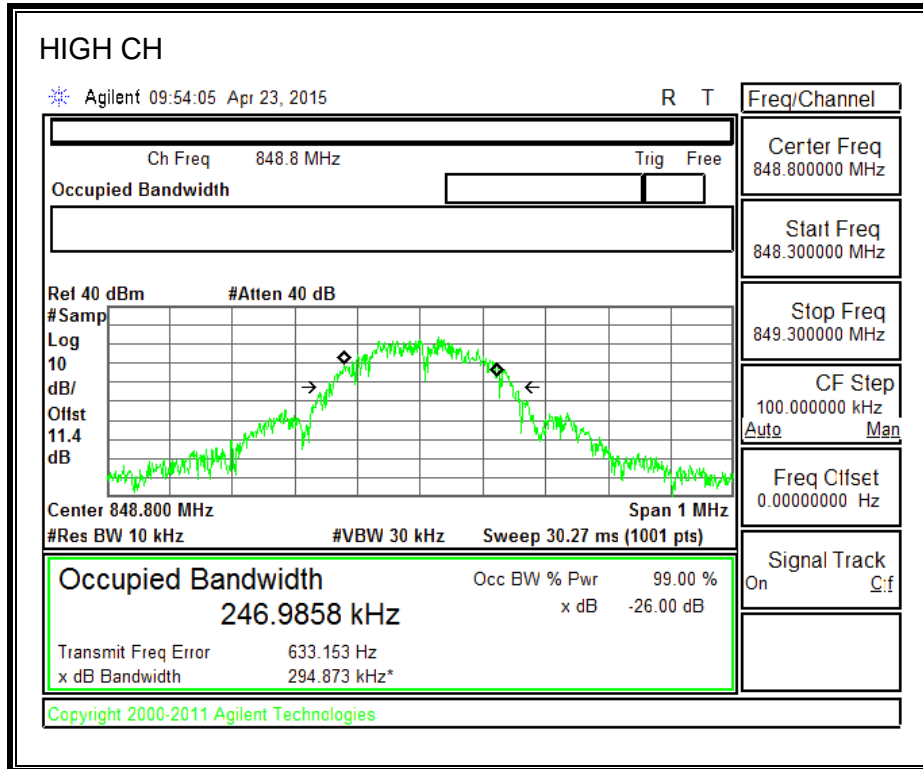 HIGH CH
Agilent 09:54:05 Apr 23, 2015 R T
Freq/Channel
Ch Freq 848.8 MHz Trig Free
Occupied Bandwidth
Center Freq
848.800000 MHz
Start Freq
848.300000 MHz
Stop Freq
849.300000 MHz
CF Step
100.000000 kHz
Auto Man
Freq Offset
0.00000000 Hz
Signal Track
On Off
Ref 40 dBm #Atten 40 dB
#Samp
Log
10
dB/
Offst
11.4
dB
Center 848.800 MHz Span 1 MHz
#Res BW 10 kHz #VBW 30 kHz Sweep 30.27 ms (1001 pts)
Occupied Bandwidth
246.9858 kHz
Occ BW % Pwr 99.00 %
x dB -26.00 dB
Transmit Freq Error 633.153 Hz
x dB Bandwidth 294.873 kHz*
Copyright 2000-2011 Agilent Technologies